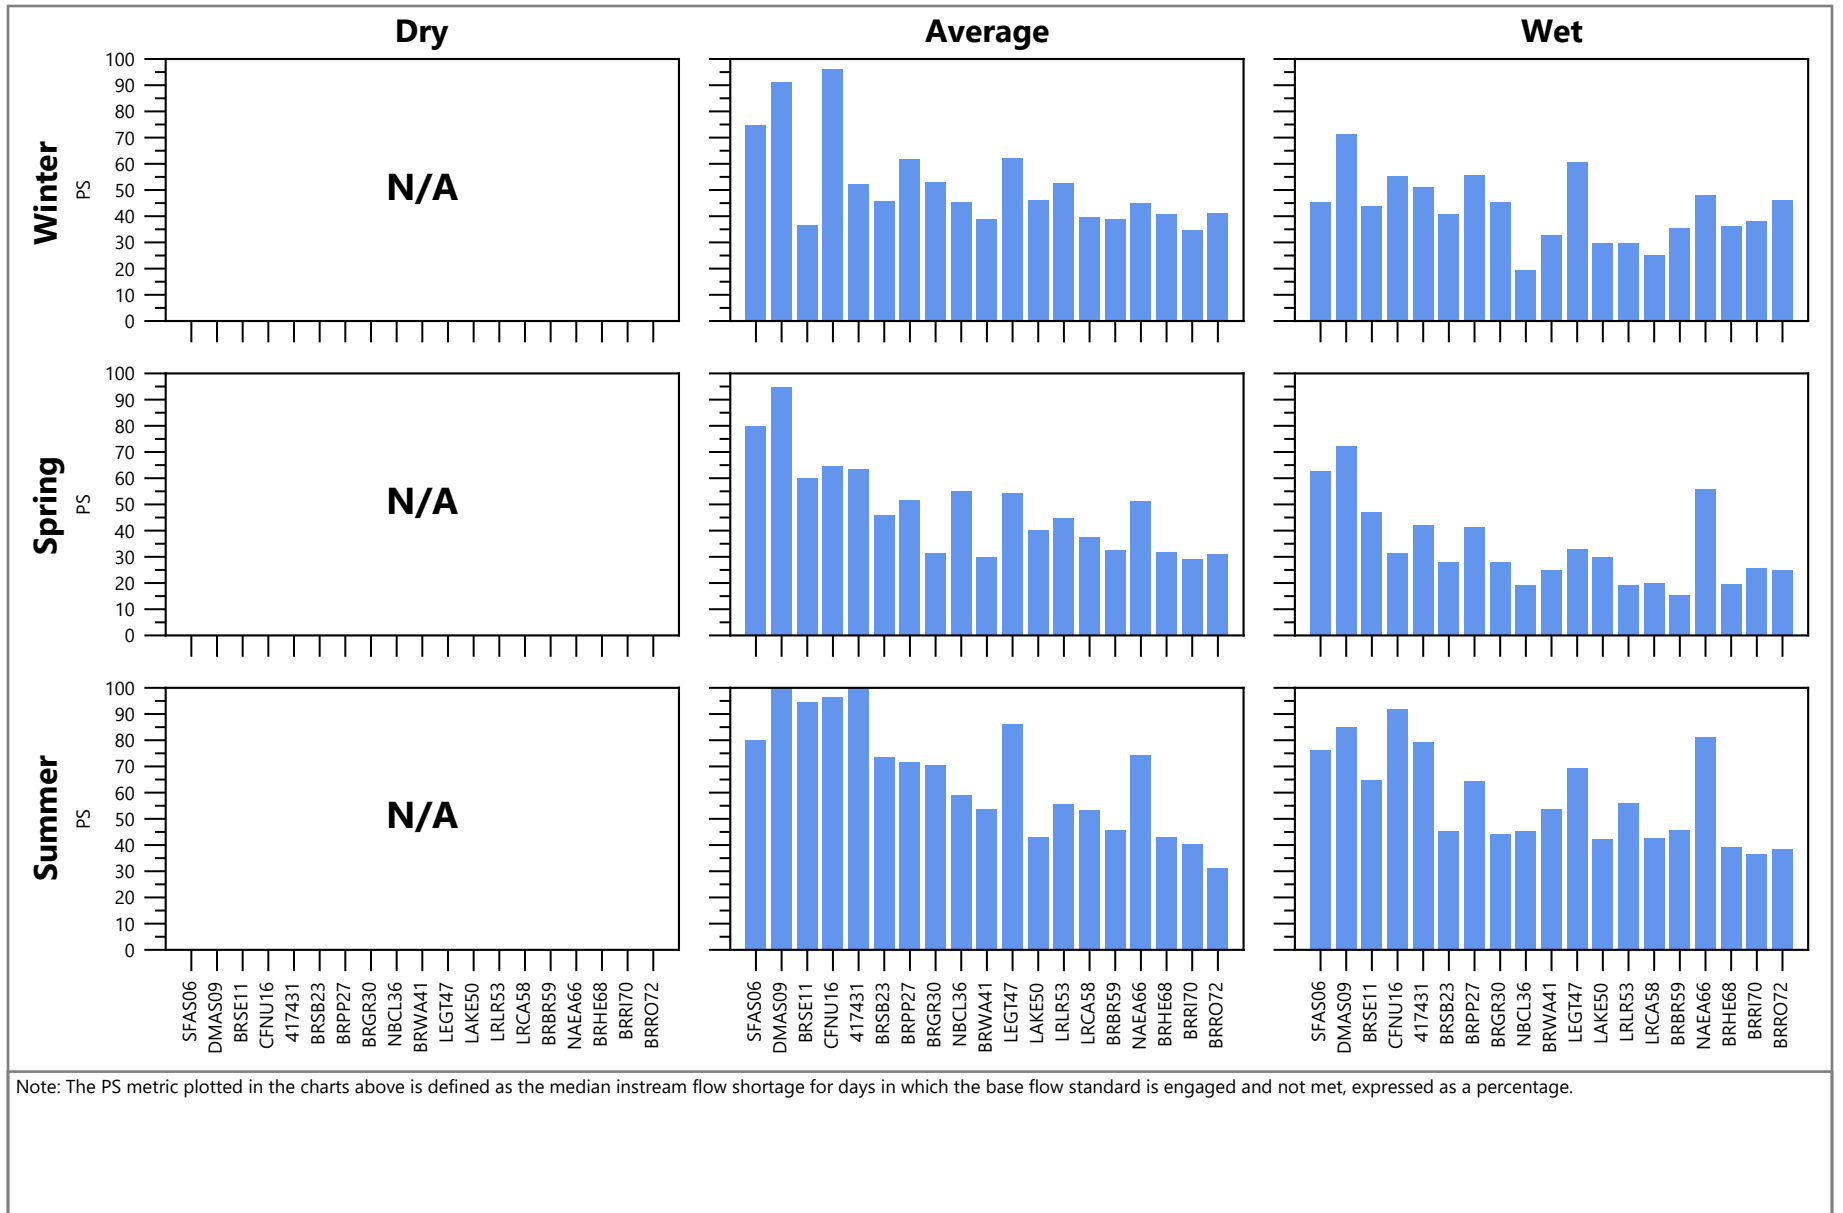 Dry Average Wet
Winter
PS
100
90
80
70
60
50
40
30
20
10
0
N/A
Spring
PS
100
90
80
70
60
50
40
30
20
10
0
N/A
Summer
PS
100
90
80
70
60
50
40
30
20
10
0
N/A
SFAS06 DMAS09 BRSE11 CFNU16 417431 BRSB23 BRPP27 BRGR30 NBCL36 BRWA41 LEGT47 LAKE50 LRLR53 LRCA58 BRBR59 NAEA66 BRHE68 BRRI70 BRRO72
SFAS06 DMAS09 BRSE11 CFNU16 417431 BRSB23 BRPP27 BRGR30 NBCL36 BRWA41 LEGT47 LAKE50 LRLR53 LRCA58 BRBR59 NAEA66 BRHE68 BRRI70 BRRO72
SFAS06 DMAS09 BRSE11 CFNU16 417431 BRSB23 BRPP27 BRGR30 NBCL36 BRWA41 LEGT47 LAKE50 LRLR53 LRCA58 BRBR59 NAEA66 BRHE68 BRRI70 BRRO72
Note: The PS metric plotted in the charts above is defined as the median instream flow shortage for days in which the base flow standard is engaged and not met, expressed as a percentage.